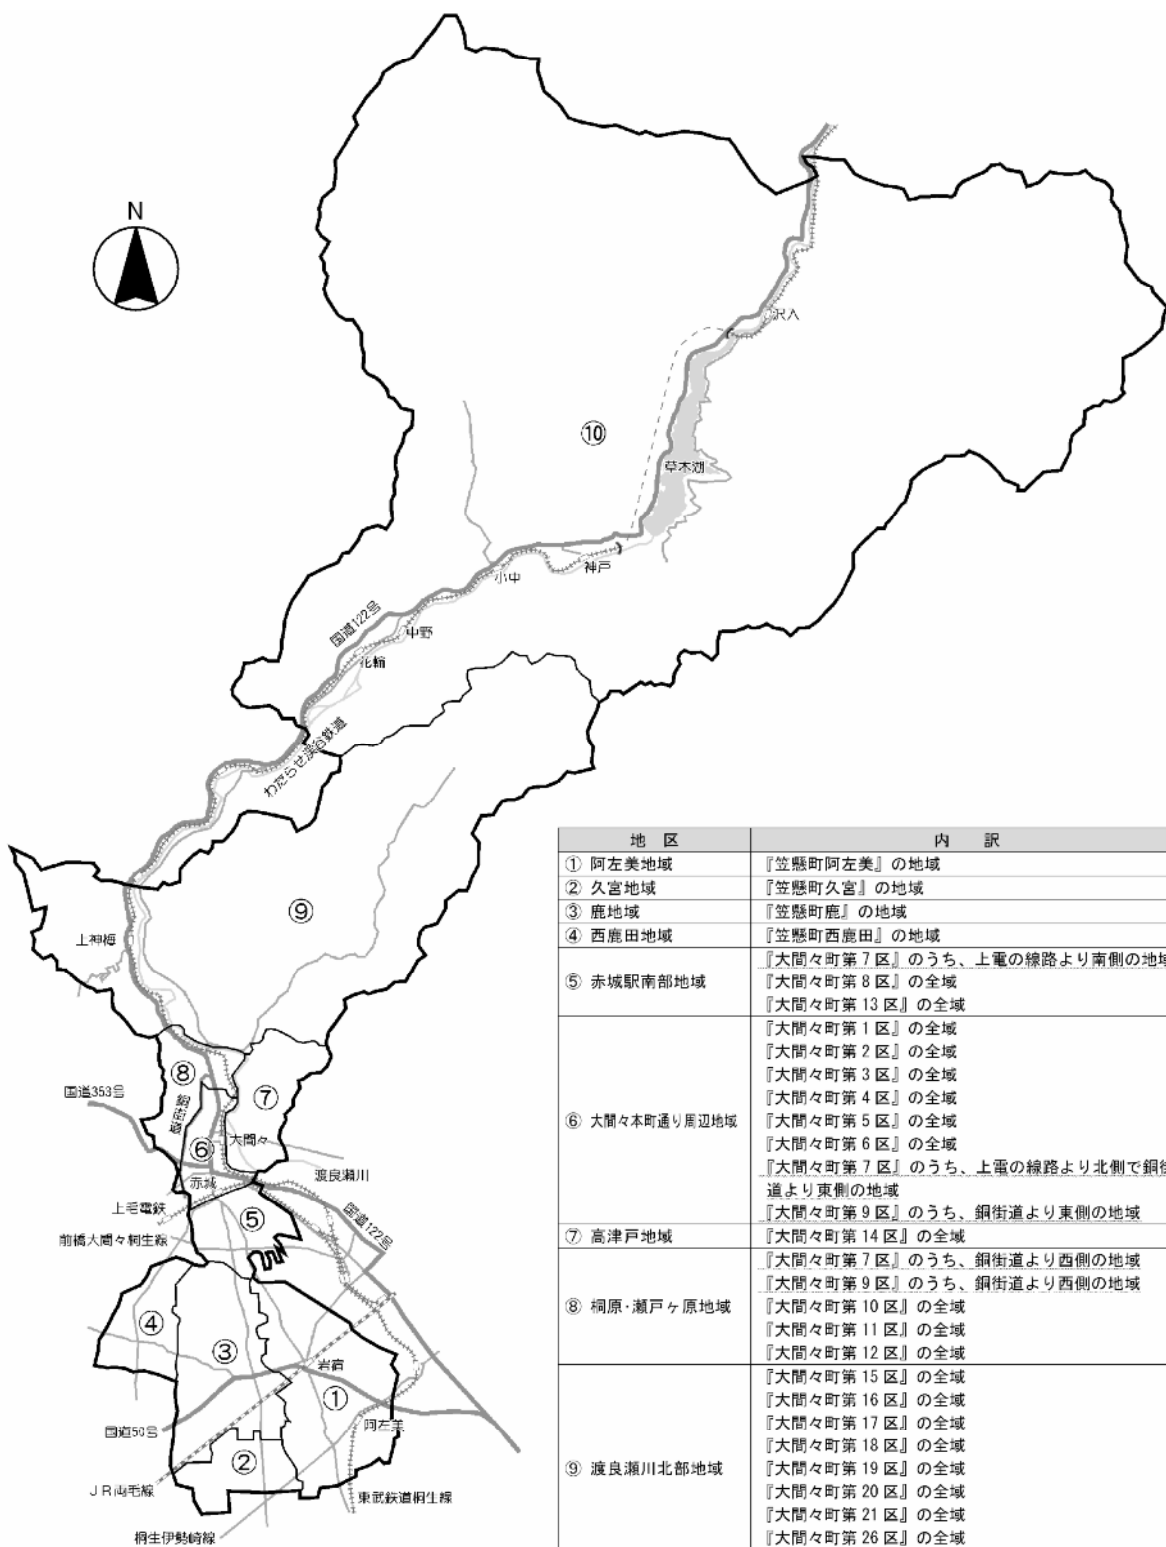 N
沢入
⑩
草木湖
神戸
小中
国道122号
中野
花輪
わたらせ渓谷鉄道
⑨
上神梅
⑧
国道353号
銅街道
⑦
大間々
⑥
赤城
渡良瀬川
上毛電鉄
⑤
国道122号
前橋大間々桐生線
④
③
岩宿
①
国道50号
阿左美
②
JR両毛線
東武鉄道桐生線
桐生伊勢崎線
地 区 内 訳
① 阿左美地域 『笠懸町阿左美』の地域
② 久宮地域 『笠懸町久宮』の地域
③ 鹿地域 『笠懸町鹿』の地域
④ 西鹿田地域 『笠懸町西鹿田』の地域
⑤ 赤城駅南部地域
『大間々町第7区』のうち、上電の線路より南側の地域
『大間々町第8区』の全域
『大間々町第13区』の全域
⑥ 大間々本町通り周辺地域
『大間々町第1区』の全域
『大間々町第2区』の全域
『大間々町第3区』の全域
『大間々町第4区』の全域
『大間々町第5区』の全域
『大間々町第6区』の全域
『大間々町第7区』のうち、上電の線路より北側で銅街
道より東側の地域
『大間々町第9区』のうち、銅街道より東側の地域
⑦ 高津戸地域 『大間々町第14区』の全域
⑧ 桐原・瀬戸ヶ原地域
『大間々町第7区』のうち、銅街道より西側の地域
『大間々町第9区』のうち、銅街道より西側の地域
『大間々町第10区』の全域
『大間々町第11区』の全域
『大間々町第12区』の全域
⑨ 渡良瀬川北部地域
『大間々町第15区』の全域
『大間々町第16区』の全域
『大間々町第17区』の全域
『大間々町第18区』の全域
『大間々町第19区』の全域
『大間々町第20区』の全域
『大間々町第21区』の全域
『大間々町第26区』の全域